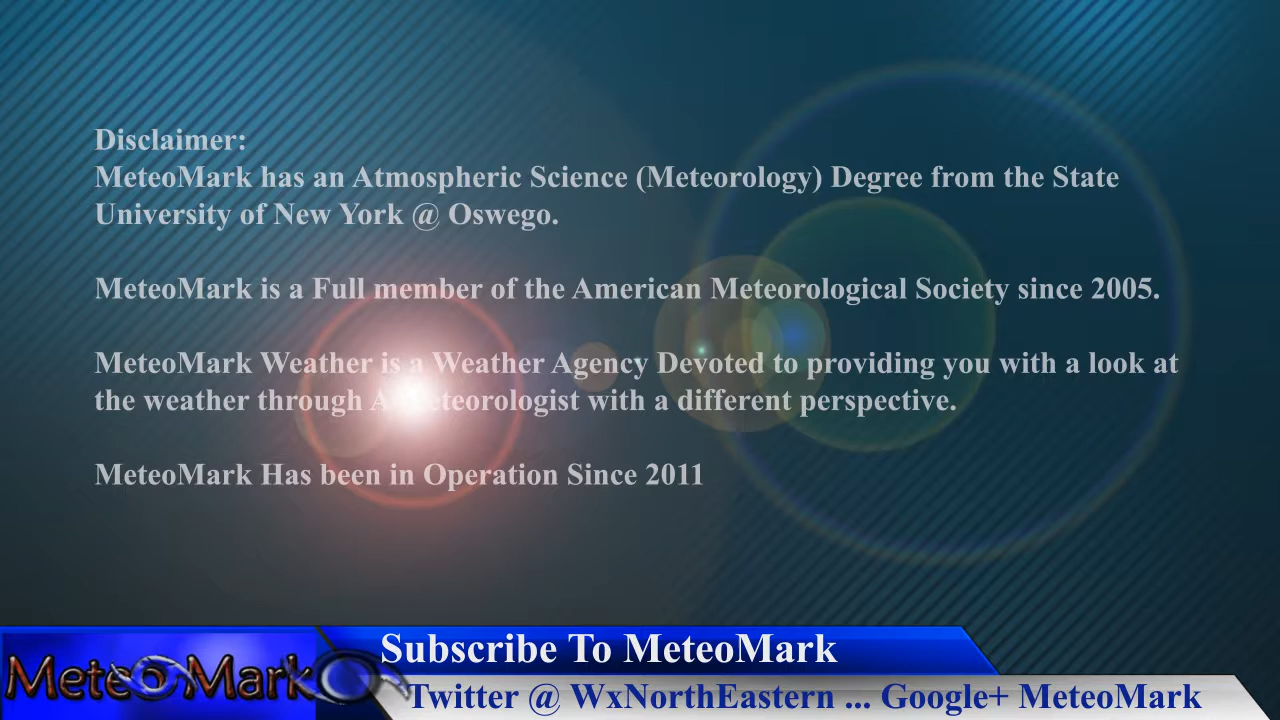 Disclaimer:
MeteoMark has an Atmospheric Science (Meteorology) Degree from the State
University of New York @ Oswego.
MeteoMark is a Full member of the American Meteorological Society since 2005.
MeteoMark Weather is a Weather Agency Devoted to providing you with a look at
the weather through A Meteorologist with a different perspective.
MeteoMark Has been in Operation Since 2011
Subscribe To MeteoMark
MeteoMark
Twitter @ WxNorthEastern ... Google+ MeteoMark